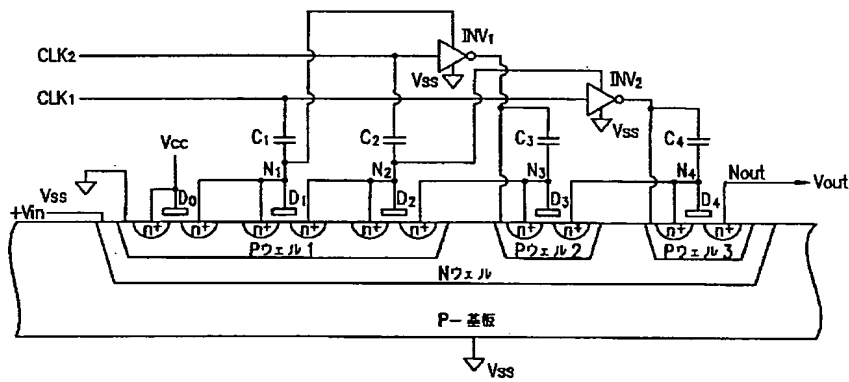 INV₁
CLK₂
INV₂
Vss
CLK₁
Vss
C₁
C₂
C₃
C₄
Vcc
N₁
N₂
N₃
N₄
Nout
Vout
Vss
D₀
D₁
D₂
D₃
D₄
+Vin
n+ n+ n+ n+ n+ n+ n+ n+ n+ n+
Pウェル1
Pウェル2
Pウェル3
Nウェル
P-基板
Vss